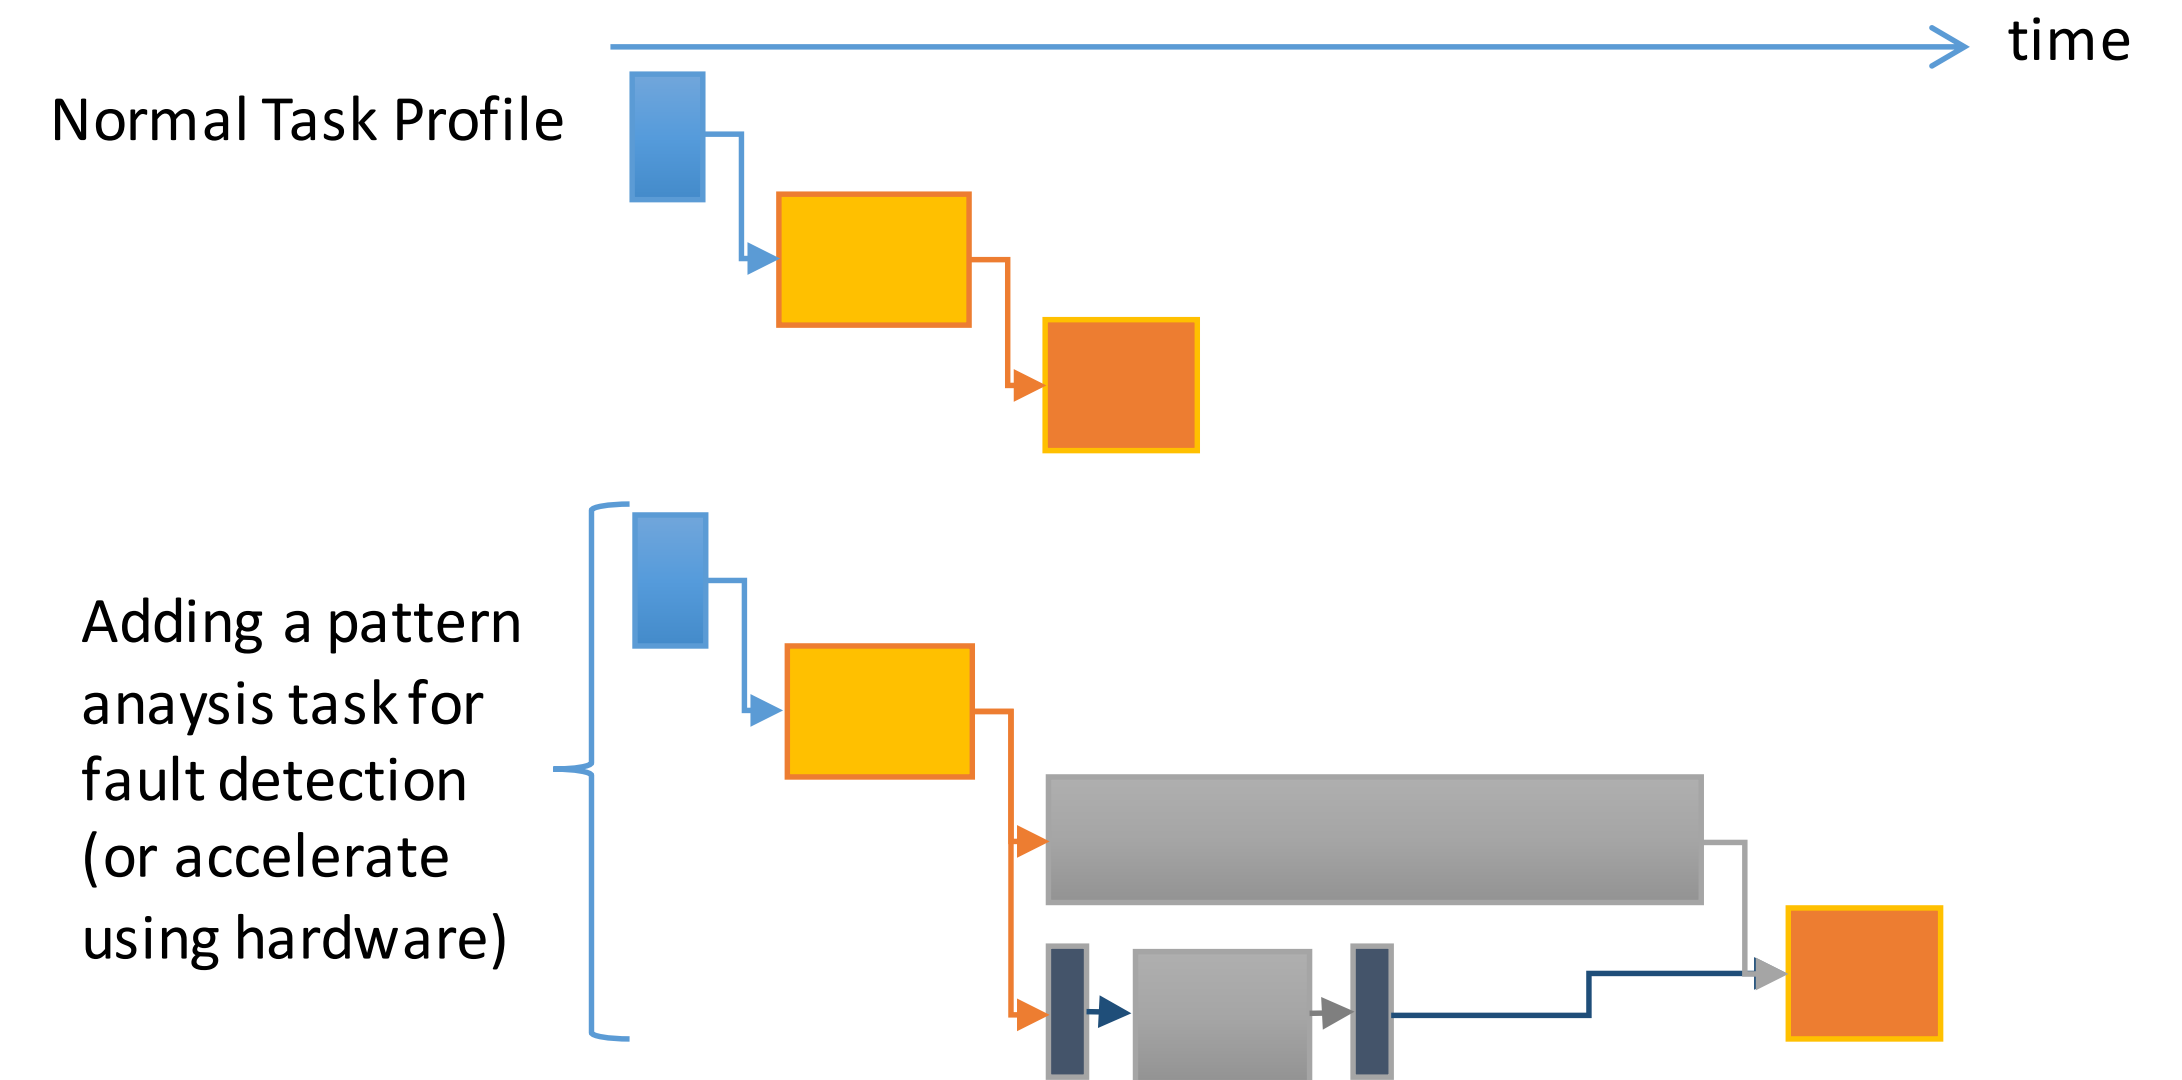 time
Normal Task Profile
Adding a pattern
anaysis task for
fault detection
(or accelerate
using hardware)